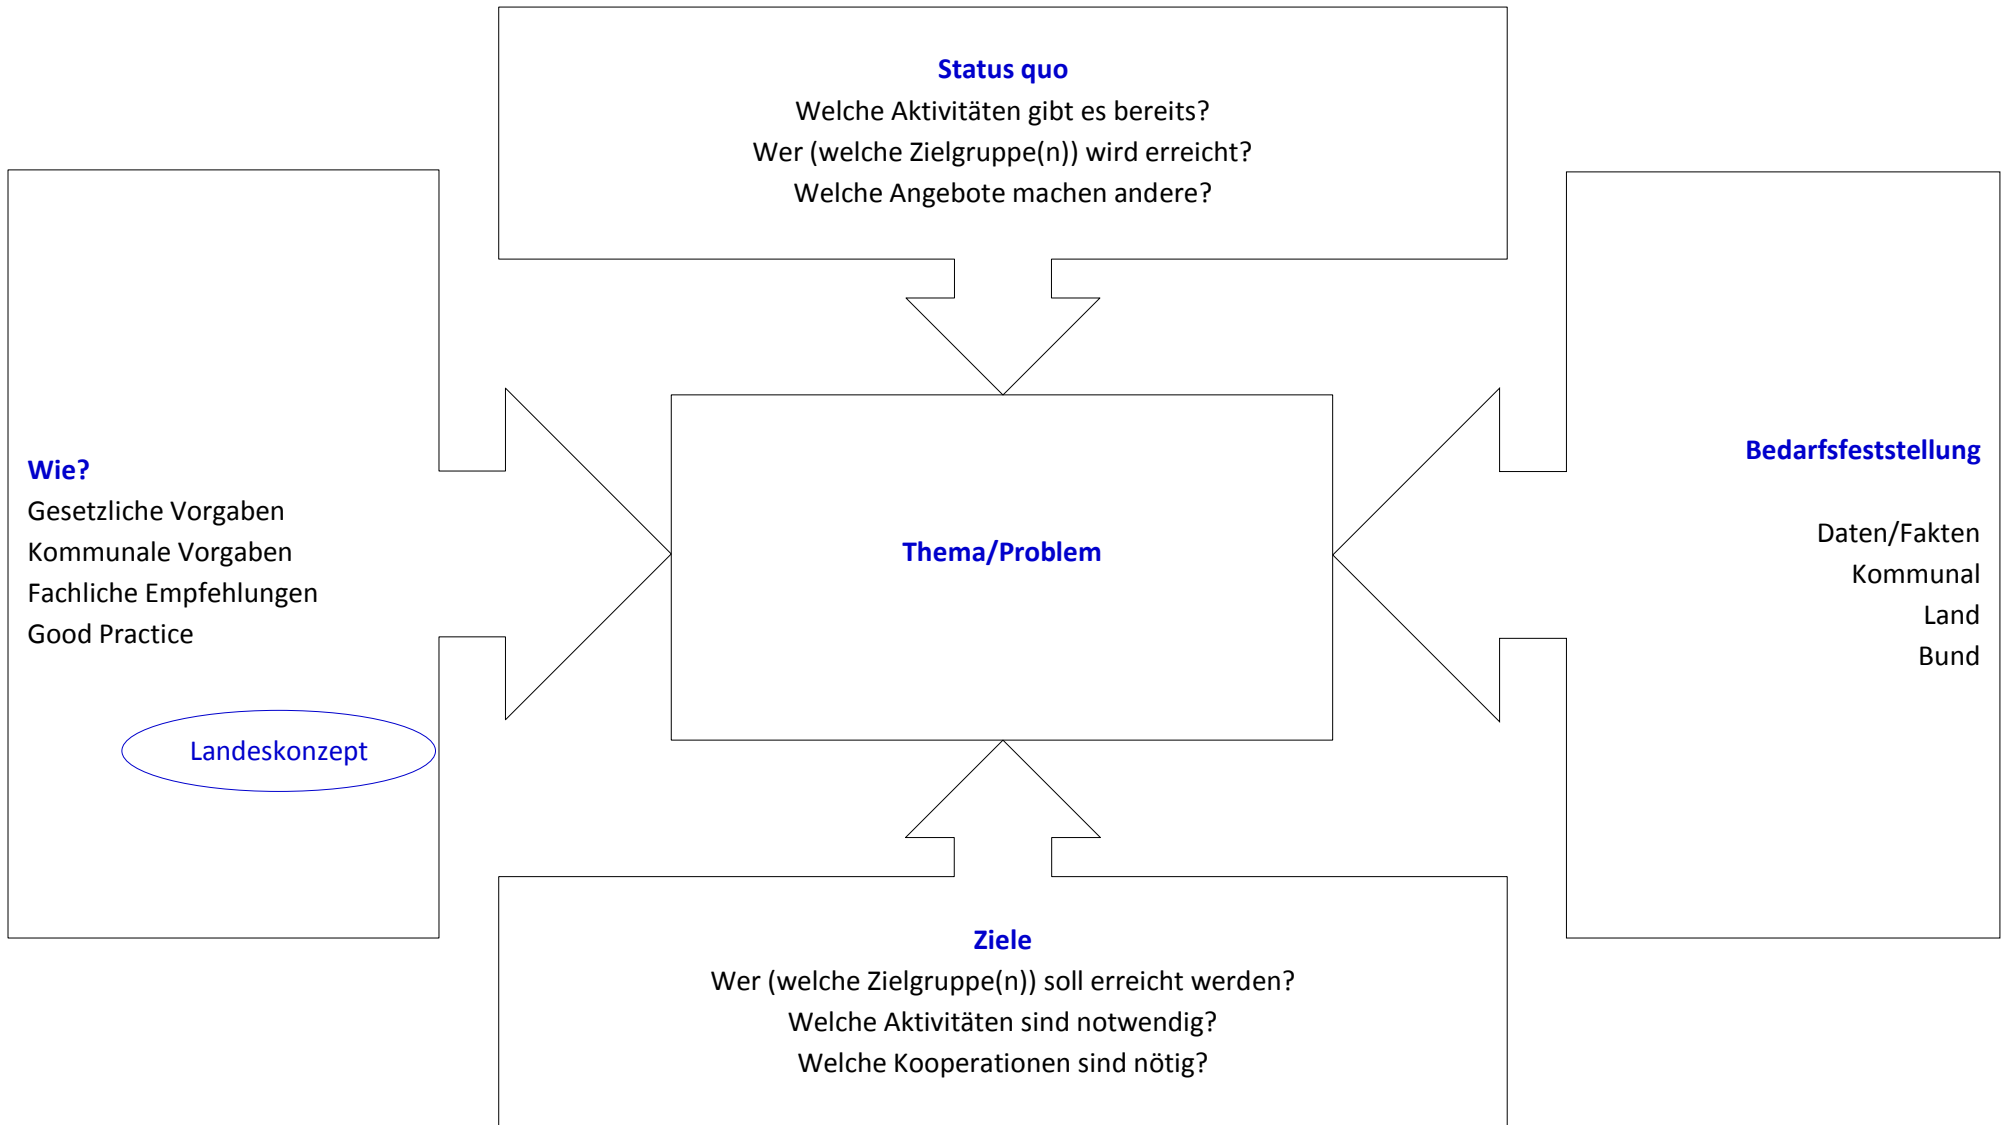 Status quo
Welche Aktivitäten gibt es bereits?
Wer (welche Zielgruppe(n)) wird erreicht?
Welche Angebote machen andere?
Wie?
Gesetzliche Vorgaben
Kommunale Vorgaben
Fachliche Empfehlungen
Good Practice
Landeskonzept
Thema/Problem
Bedarfsfeststellung
Daten/Fakten
Kommunal
Land
Bund
Ziele
Wer (welche Zielgruppe(n)) soll erreicht werden?
Welche Aktivitäten sind notwendig?
Welche Kooperationen sind nötig?